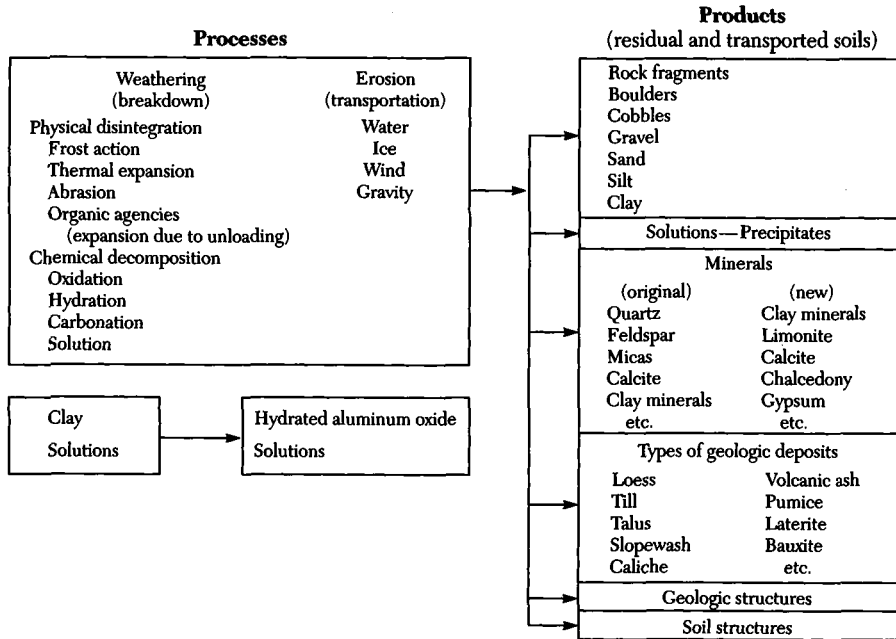 Processes
Weathering
(breakdown)
Physical disintegration
Frost action
Thermal expansion
Abrasion
Organic agencies
(expansion due to unloading)
Chemical decomposition
Oxidation
Hydration
Carbonation
Solution
Erosion
(transportation)
Water
Ice
Wind
Gravity
Clay
Solutions
Hydrated aluminum oxide
Solutions
Products
(residual and transported soils)
Rock fragments
Boulders
Cobbles
Gravel
Sand
Silt
Clay
Solutions—Precipitates
Minerals
(original)
Quartz
Feldspar
Micas
Calcite
Clay minerals
etc.
(new)
Clay minerals
Limonite
Calcite
Chalcedony
Gypsum
etc.
Types of geologic deposits
Loess
Till
Talus
Slopewash
Caliche
Volcanic ash
Pumice
Laterite
Bauxite
etc.
Geologic structures
Soil structures